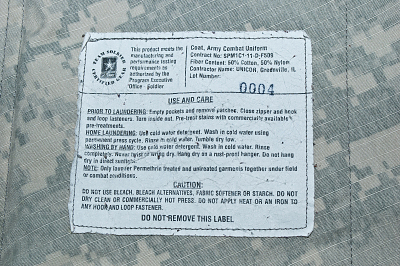 TEAM SOLDIER
CERTIFIED GEAR
This product meets the
manufacturing and
performance testing
requirements as
authorized by the
Program Executive
Office - Soldier
Coat, Army Combat Uniform
Contract No: SPM1C1-11-D-F509
Fiber Content: 50% Cotton, 50% Nylon
Contractor Name: UNICOR, Greenville, IL
Lot Number:
0004
USE AND CARE
PRIOR TO LAUNDERING: Empty pockets and remove patches. Close zipper and hook
and loop fasteners. Turn inside out. Pre-treat stains with commercially available
pre-treatments.
HOME LAUNDERING: Use cold water detergent. Wash in cold water using
permanent press cycle. Rinse in cold water. Tumble dry low.
WASHING BY HAND: Use cold water detergent. Wash in cold water. Rinse
completely. Never twist or wring dry. Hang dry on a rust-proof hanger. Do not hang
dry in direct sunlight.
NOTE: Only launder Permethrin treated and untreated garments together under field
or combat conditions.
CAUTION:
DO NOT USE BLEACH, BLEACH ALTERNATIVES, FABRIC SOFTENER OR STARCH. DO NOT
DRY CLEAN OR COMMERCIALLY HOT PRESS. DO NOT APPLY HEAT OR AN IRON TO
ANY HOOK AND LOOP FASTENER.
DO NOT REMOVE THIS LABEL